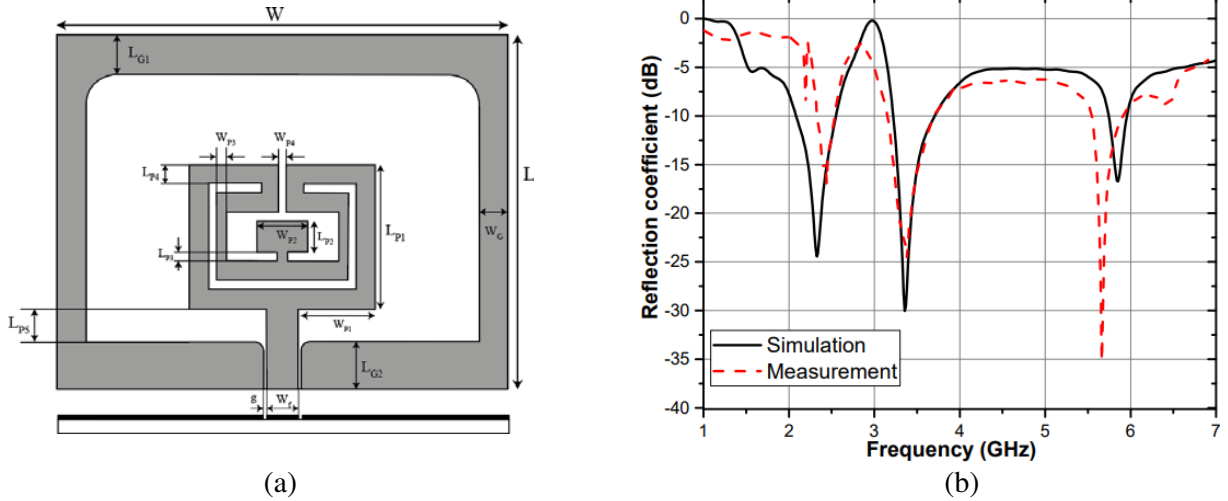 W
L_G1
W_P3
W_P4
L_P4
L
W_G
W_P2
L_P2
L_P1
L_P3
L_P5
W_P1
L_G2
g
W_f
(a)
0
-5
-10
-15
-20
-25
-30
-35
-40
Reflection coefficient (dB)
Simulation
Measurement
1 2 3 4 5 6 7
Frequency (GHz)
(b)